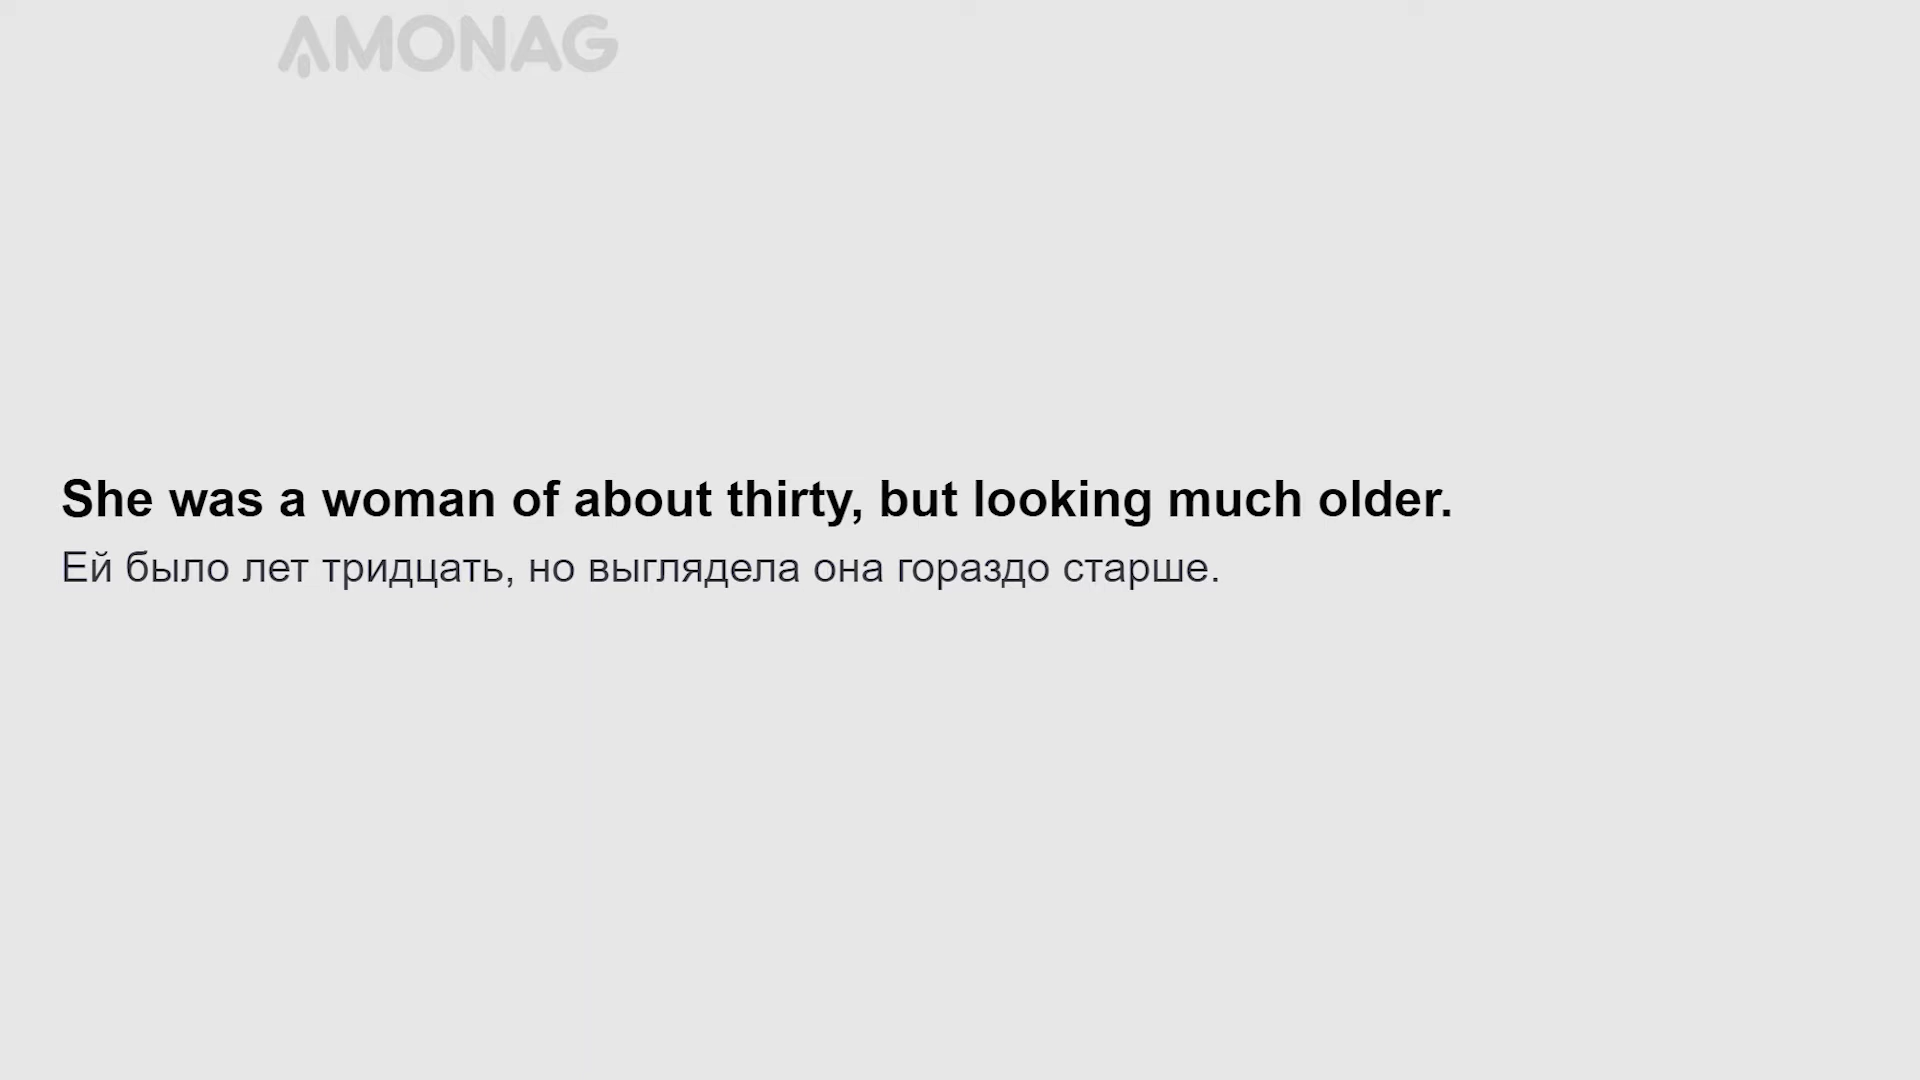 AMONAG
She was a woman of about thirty, but looking much older.
Ей было лет тридцать, но выглядела она гораздо старше.